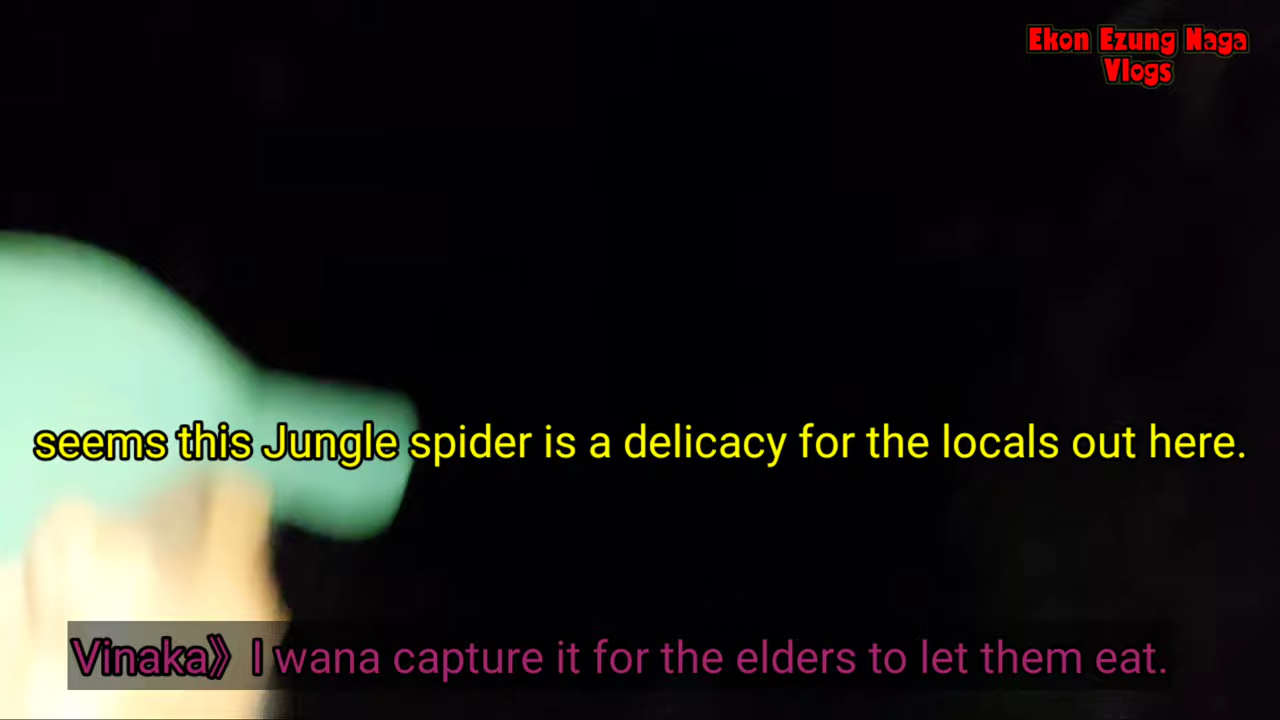 Ekon Ezung Naga
Vlogs
seems this Jungle spider is a delicacy for the locals out here.
Vinaka》 I wana capture it for the elders to let them eat.